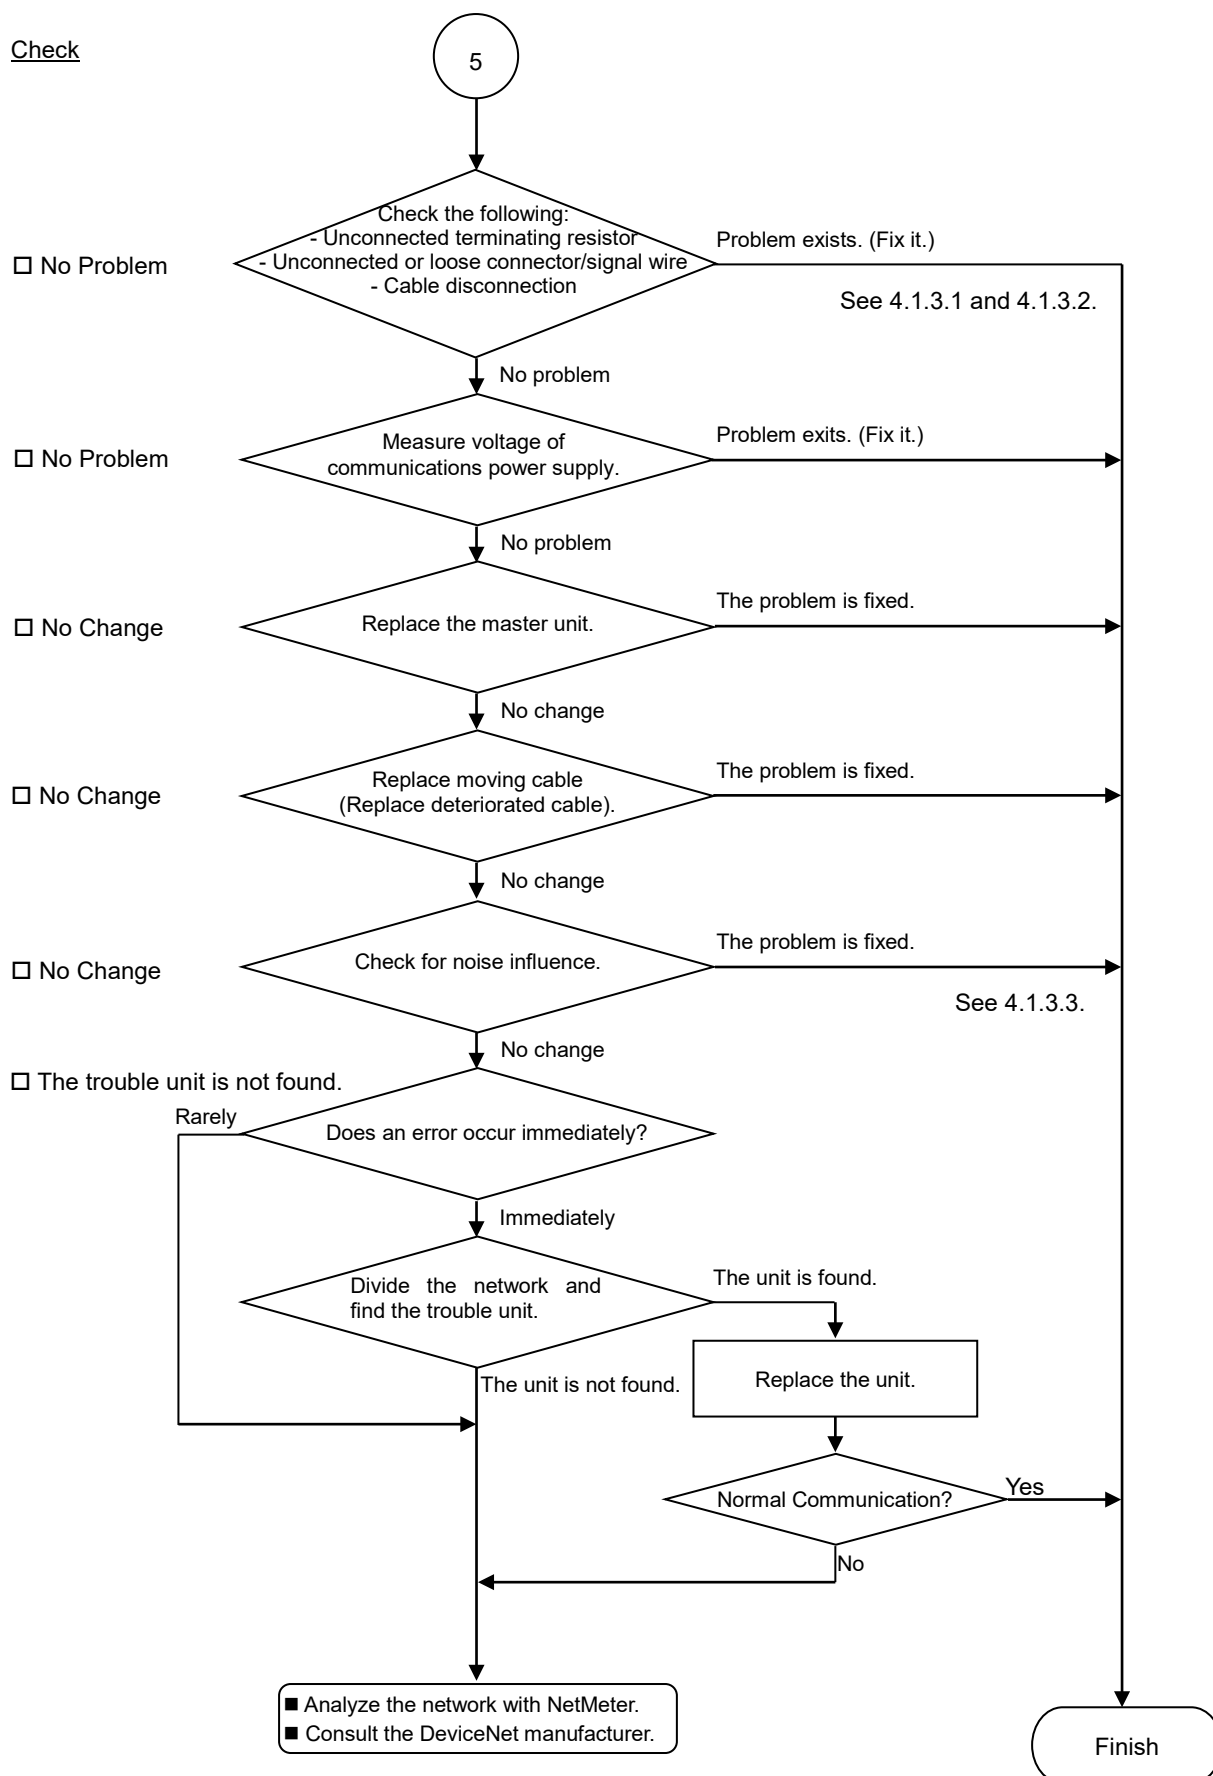 Check
5
Check the following:
- Unconnected terminating resistor
- Unconnected or loose connector/signal wire
- Cable disconnection
Problem exists. (Fix it.)
☐ No Problem
See 4.1.3.1 and 4.1.3.2.
No problem
Measure voltage of
communications power supply.
Problem exits. (Fix it.)
☐ No Problem
No problem
Replace the master unit.
The problem is fixed.
☐ No Change
No change
Replace moving cable
(Replace deteriorated cable).
The problem is fixed.
☐ No Change
No change
Check for noise influence.
The problem is fixed.
☐ No Change
See 4.1.3.3.
No change
☐ The trouble unit is not found.
Rarely
Does an error occur immediately?
Immediately
Divide the network and
find the trouble unit.
The unit is found.
The unit is not found.
Replace the unit.
Normal Communication?
Yes
No
■ Analyze the network with NetMeter.
■ Consult the DeviceNet manufacturer.
Finish